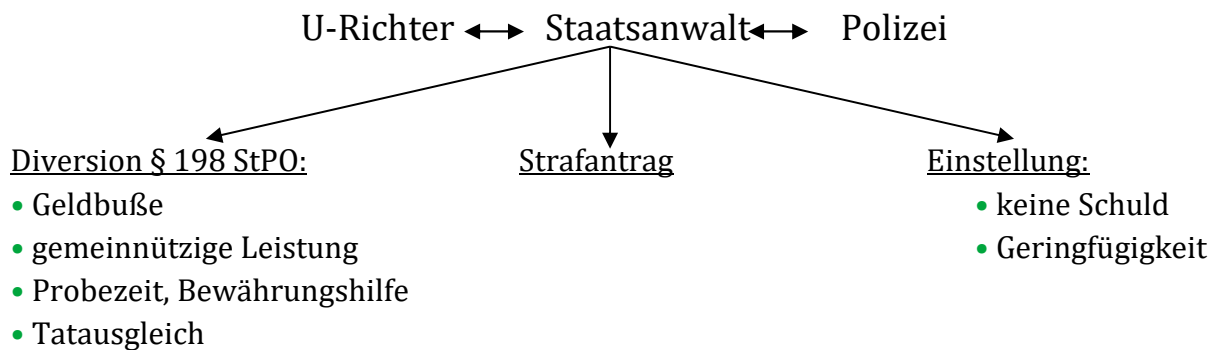 U-Richter Staatsanwalt Polizei
Diversion § 198 StPO:
• Geldbuße
• gemeinnützige Leistung
• Probezeit, Bewährungshilfe
• Tatausgleich
Strafantrag
Einstellung:
• keine Schuld
• Geringfügigkeit